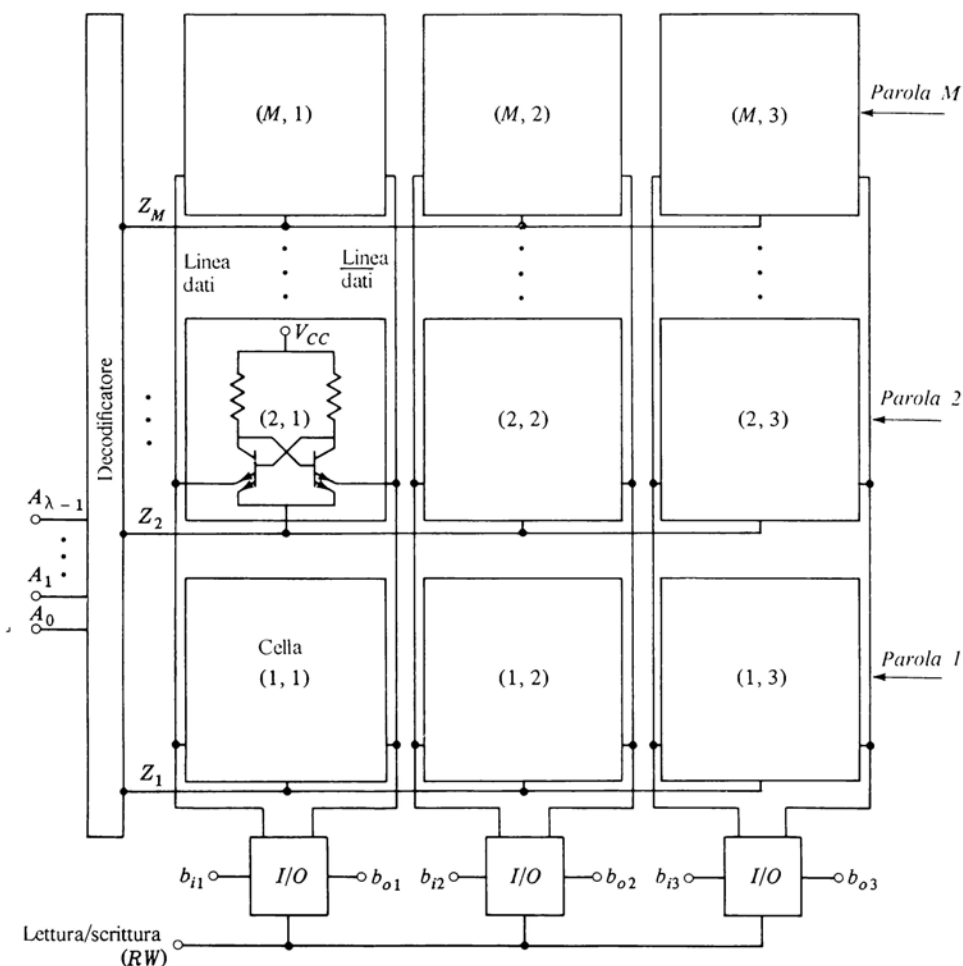 (M, 1)
(M, 2)
(M, 3)
Parola M
Z_M
Linea
dati
Linea
dati
V_CC
(2, 1)
(2, 2)
(2, 3)
Parola 2
Decodificatore
A_λ−1
Z_2
A_1
A_0
Cella
(1, 1)
(1, 2)
(1, 3)
Parola 1
Z_1
b_i1
I/O
b_o1
b_i2
I/O
b_o2
b_i3
I/O
b_o3
Lettura/scrittura
(RW)